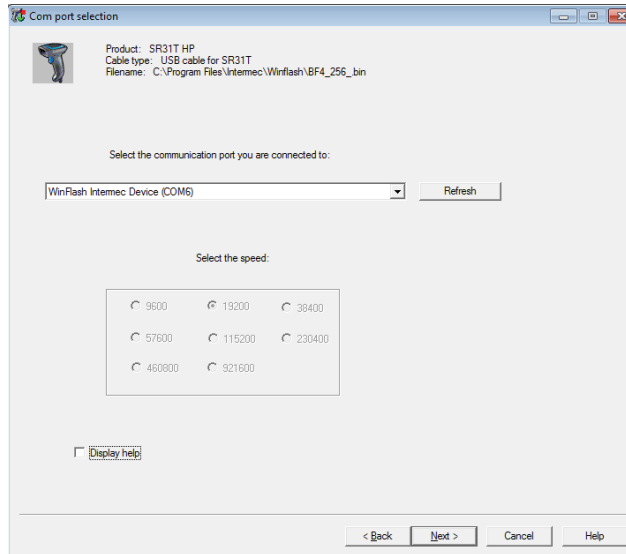 Com port selection
Product: SR31T HP
Cable type: USB cable for SR31T
Filename: C:\Program Files\Intermec\Winflash\BF4_256_.bin
Select the communication port you are connected to:
WinFlash Intermec Device (COM6)
Refresh
Select the speed:
9600 19200 38400
57600 115200 230400
460800 921600
Display help
< Back Next > Cancel Help